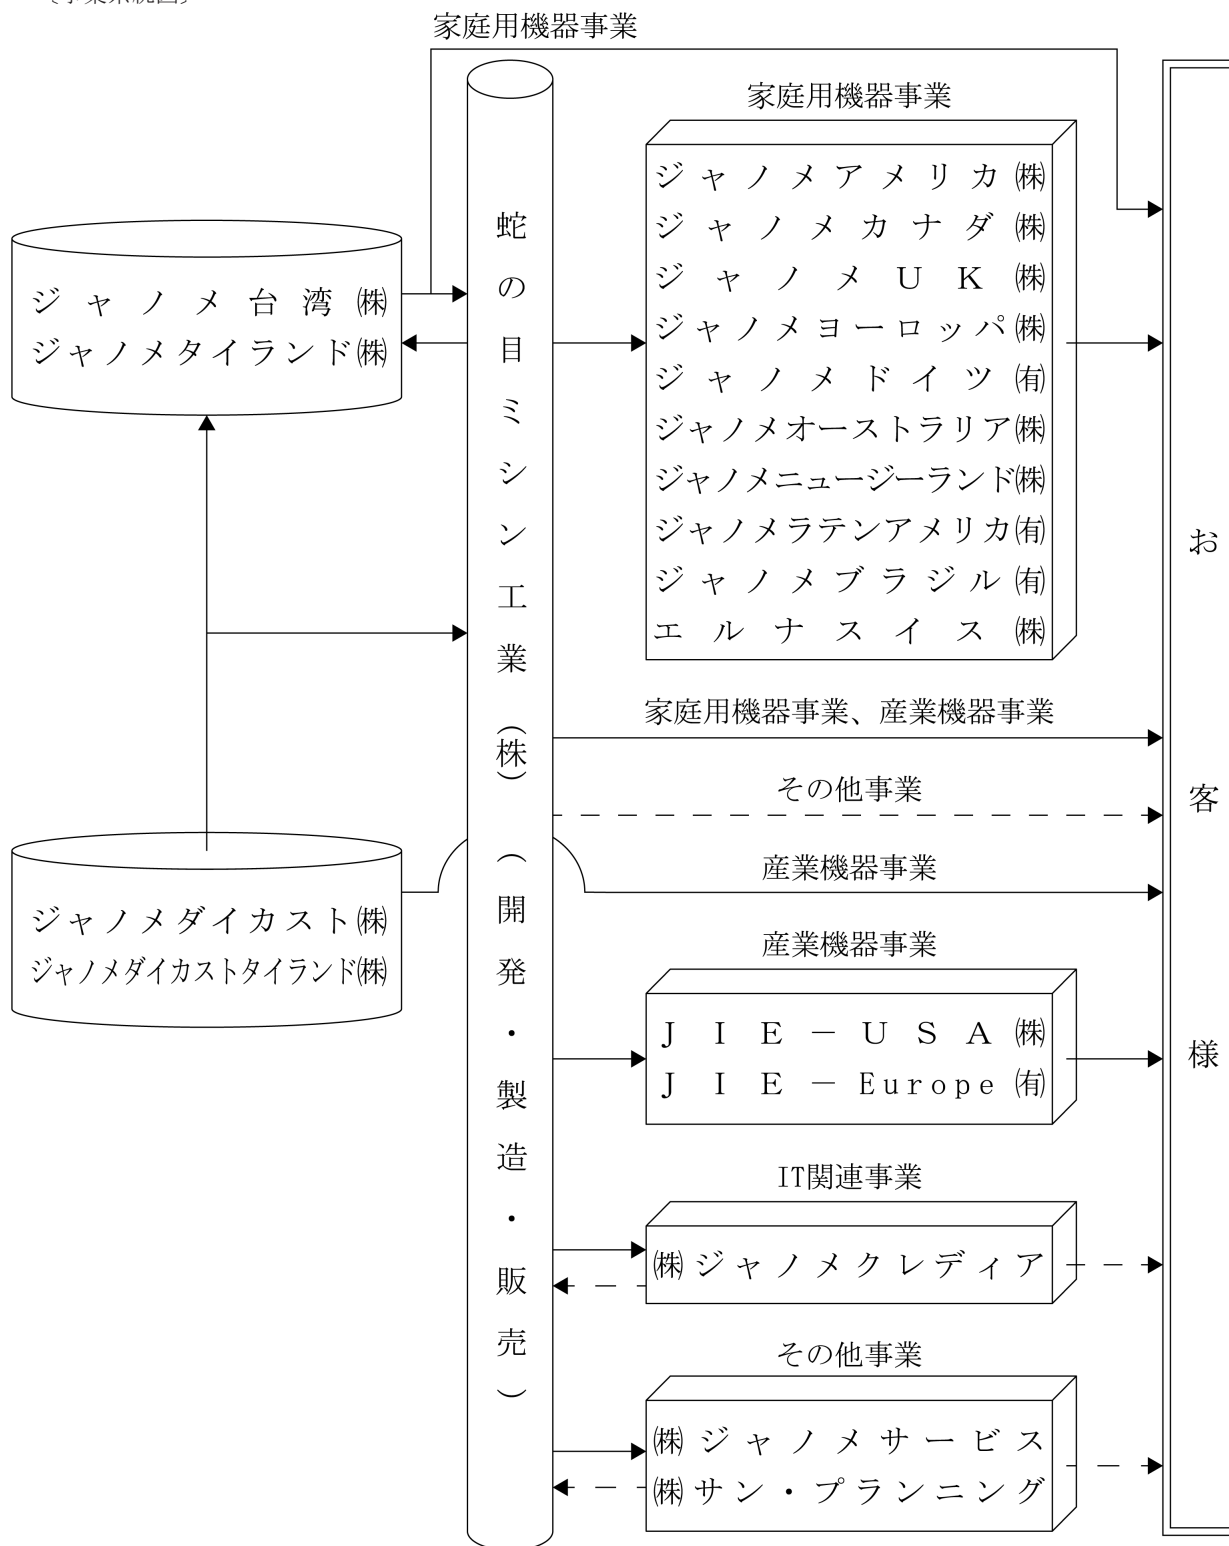 家庭用機器事業
家庭用機器事業
ジャノメアメリカ㈱
ジャノメカナダ㈱
ジャノメUK㈱
ジャノメヨーロッパ㈱
ジャノメドイツ㈲
ジャノメオーストラリア㈱
ジャノメニュージーランド㈱
ジャノメラテンアメリカ㈲
ジャノメブラジル㈲
エルナスイス㈱
ジャノメ台湾㈱
ジャノメタイランド㈱
蛇の目ミシン工業(株)(開発・製造・販売)
お客様
家庭用機器事業、産業機器事業
その他事業
産業機器事業
ジャノメダイカスト㈱
ジャノメダイカストタイランド㈱
産業機器事業
JIE－USA㈱
JIE－Europe㈲
IT関連事業
㈱ジャノメクレディア
その他事業
㈱ジャノメサービス
㈱サン・プランニング